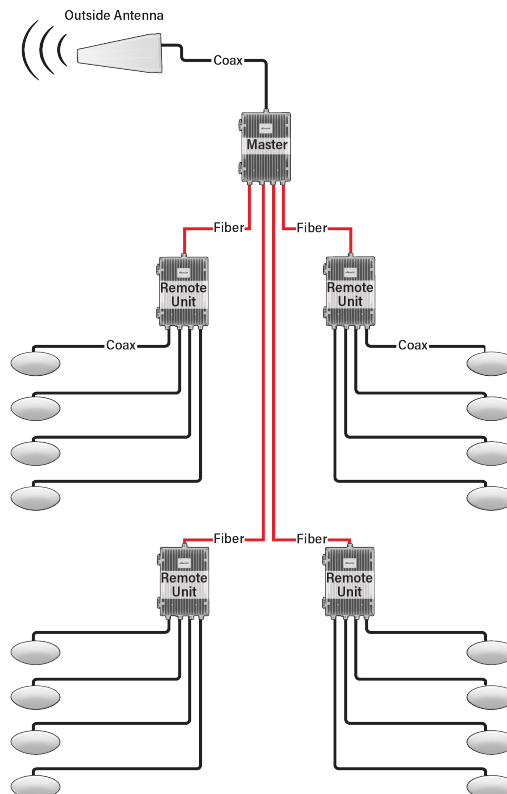 Outside Antenna
Coax
Master
Fiber
Fiber
Remote
Unit
Remote
Unit
Coax
Coax
Fiber
Fiber
Remote
Unit
Remote
Unit